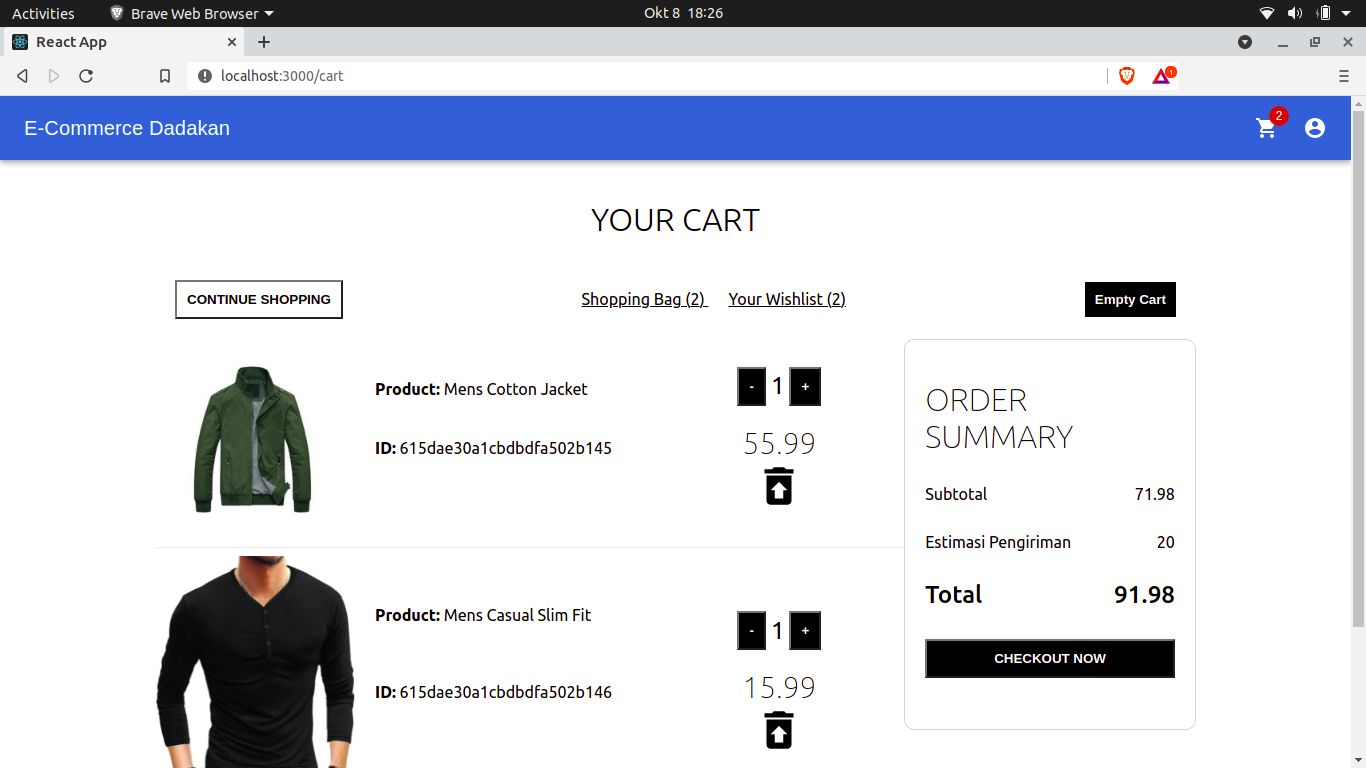 Activities Brave Web Browser Okt 8 18:26
React App
localhost:3000/cart 1
E-Commerce Dadakan 2
YOUR CART
CONTINUE SHOPPING Shopping Bag (2) Your Wishlist (2) Empty Cart
Product: Mens Cotton Jacket
ID: 615dae30a1cbdbdfa502b145
- 1 +
55.99
Product: Mens Casual Slim Fit
ID: 615dae30a1cbdbdfa502b146
- 1 +
15.99
ORDER
SUMMARY
Subtotal 71.98
Estimasi Pengiriman 20
Total 91.98
CHECKOUT NOW